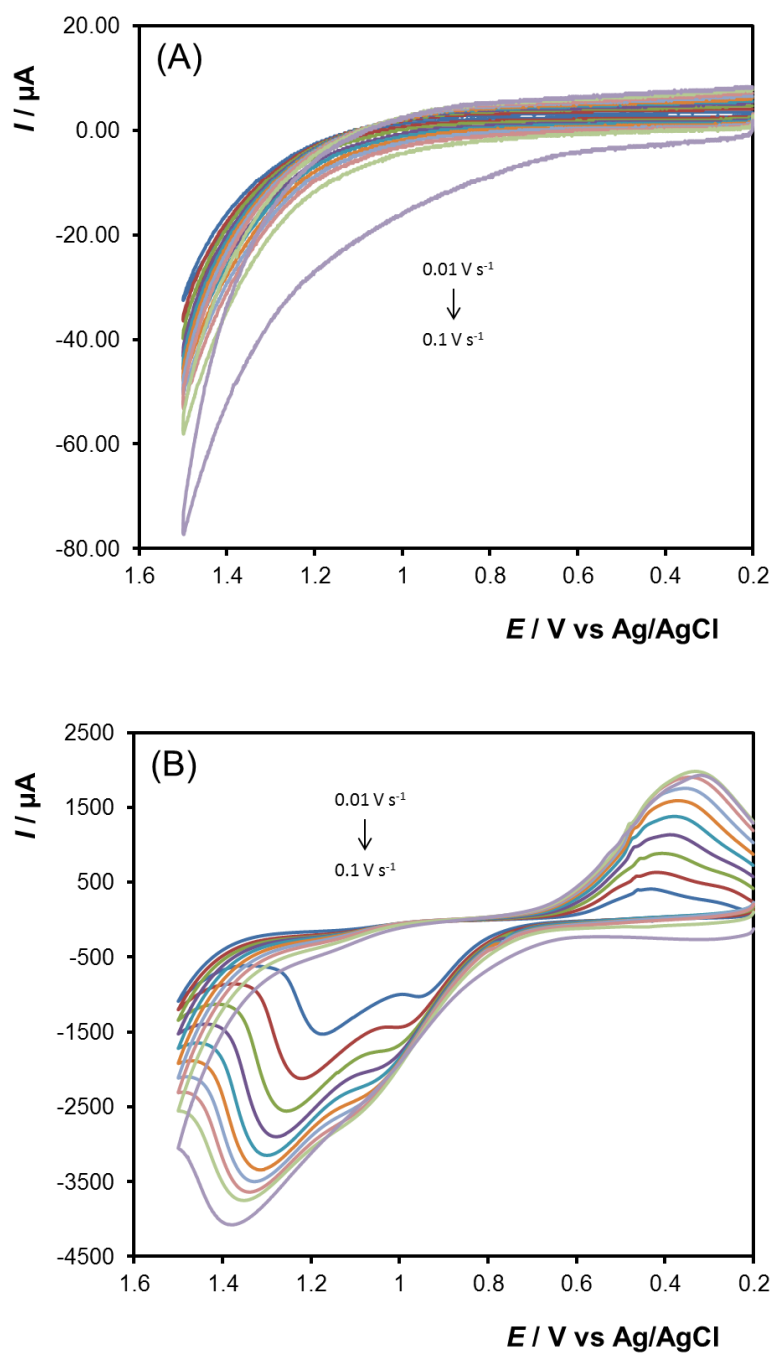 20.00
(A)
I / µA
0.00
-20.00
0.01 V s⁻¹
0.1 V s⁻¹
-40.00
-60.00
-80.00
1.6 1.4 1.2 1 0.8 0.6 0.4 0.2
E / V vs Ag/AgCl
2500
(B)
I / µA
1500
0.01 V s⁻¹
0.1 V s⁻¹
500
-500
-1500
-2500
-3500
-4500
1.6 1.4 1.2 1 0.8 0.6 0.4 0.2
E / V vs Ag/AgCl